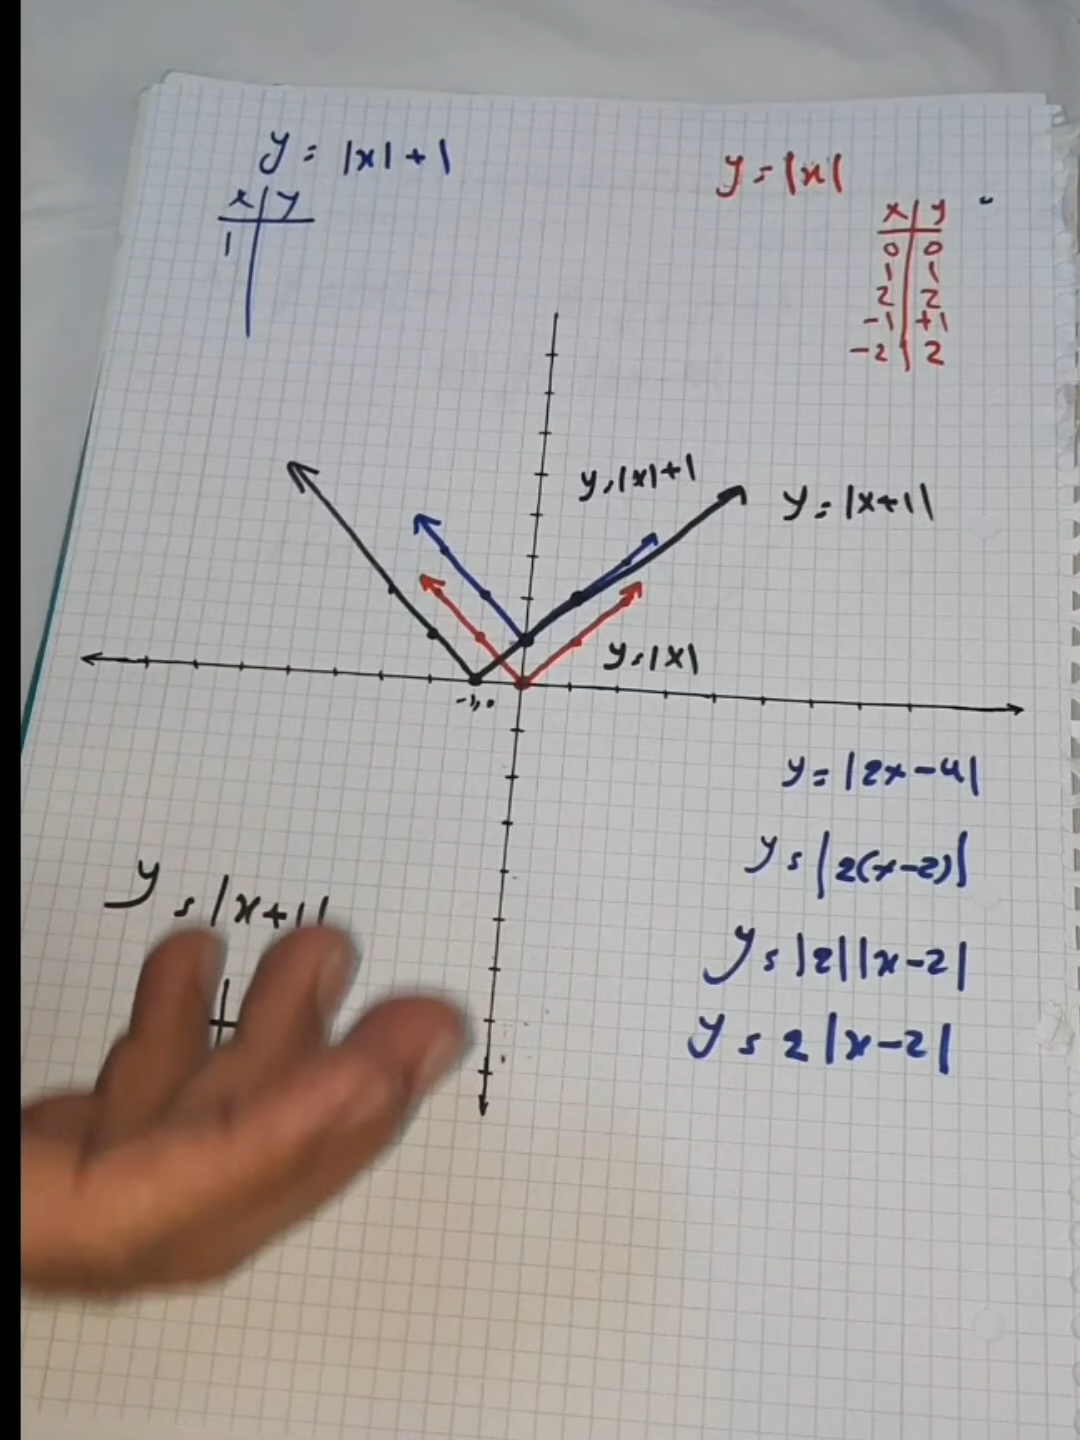 y = |x| + 1
x | y
1
y = |x|
x | y
0 | 0
1 | 1
2 | 2
-1 | +1
-2 | 2
y = |x| + 1
y = |x+1|
y = |x|
-1,0
y = |2x-4|
y = |2(x-2)|
y = |2||x-2|
y = 2|x-2|
y = |x+1|